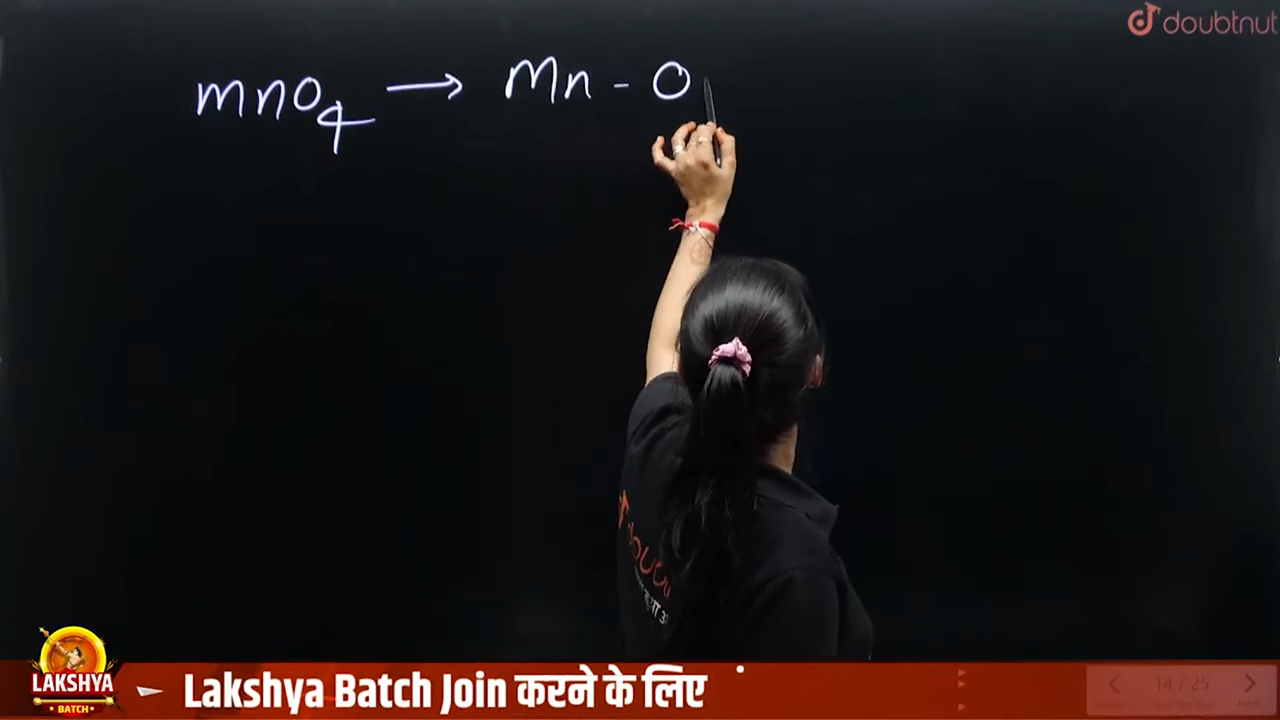 doubtnut
MnO4 → Mn - O
LAKSHYA
BATCH
Lakshya Batch Join करने के लिए
14 / 25